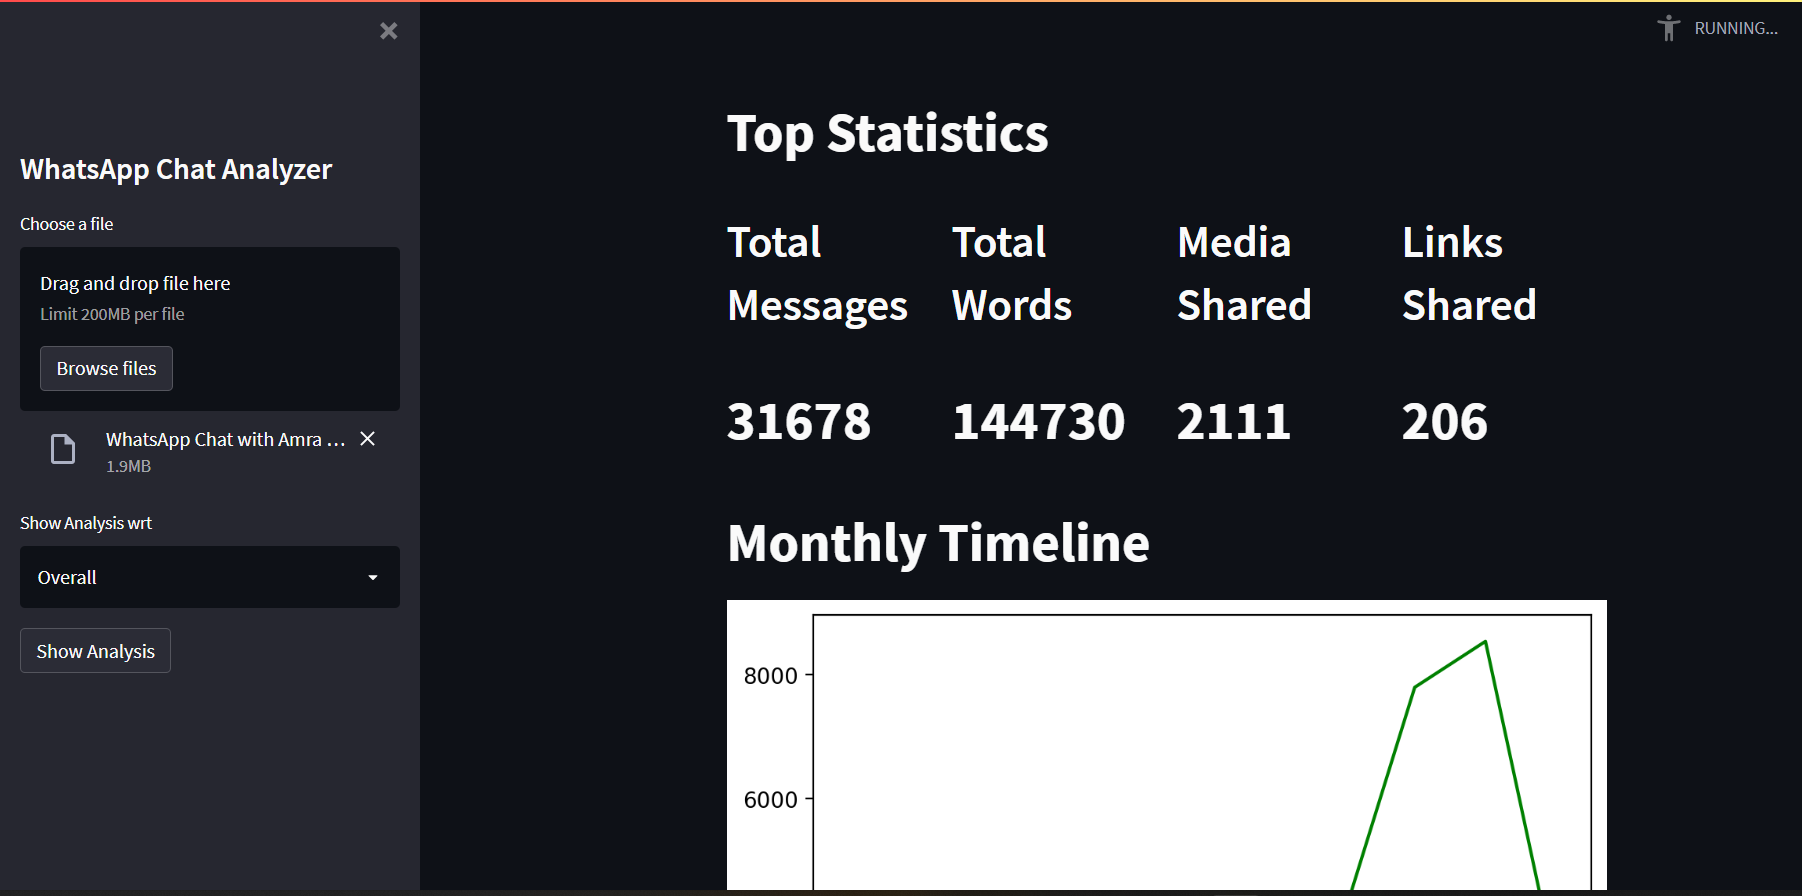 RUNNING...
WhatsApp Chat Analyzer
Choose a file
Drag and drop file here
Limit 200MB per file
Browse files
WhatsApp Chat with Amra ...
1.9MB
Show Analysis wrt
Overall
Show Analysis
Top Statistics
Total Messages
Total Words
Media Shared
Links Shared
31678
144730
2111
206
Monthly Timeline
8000
6000